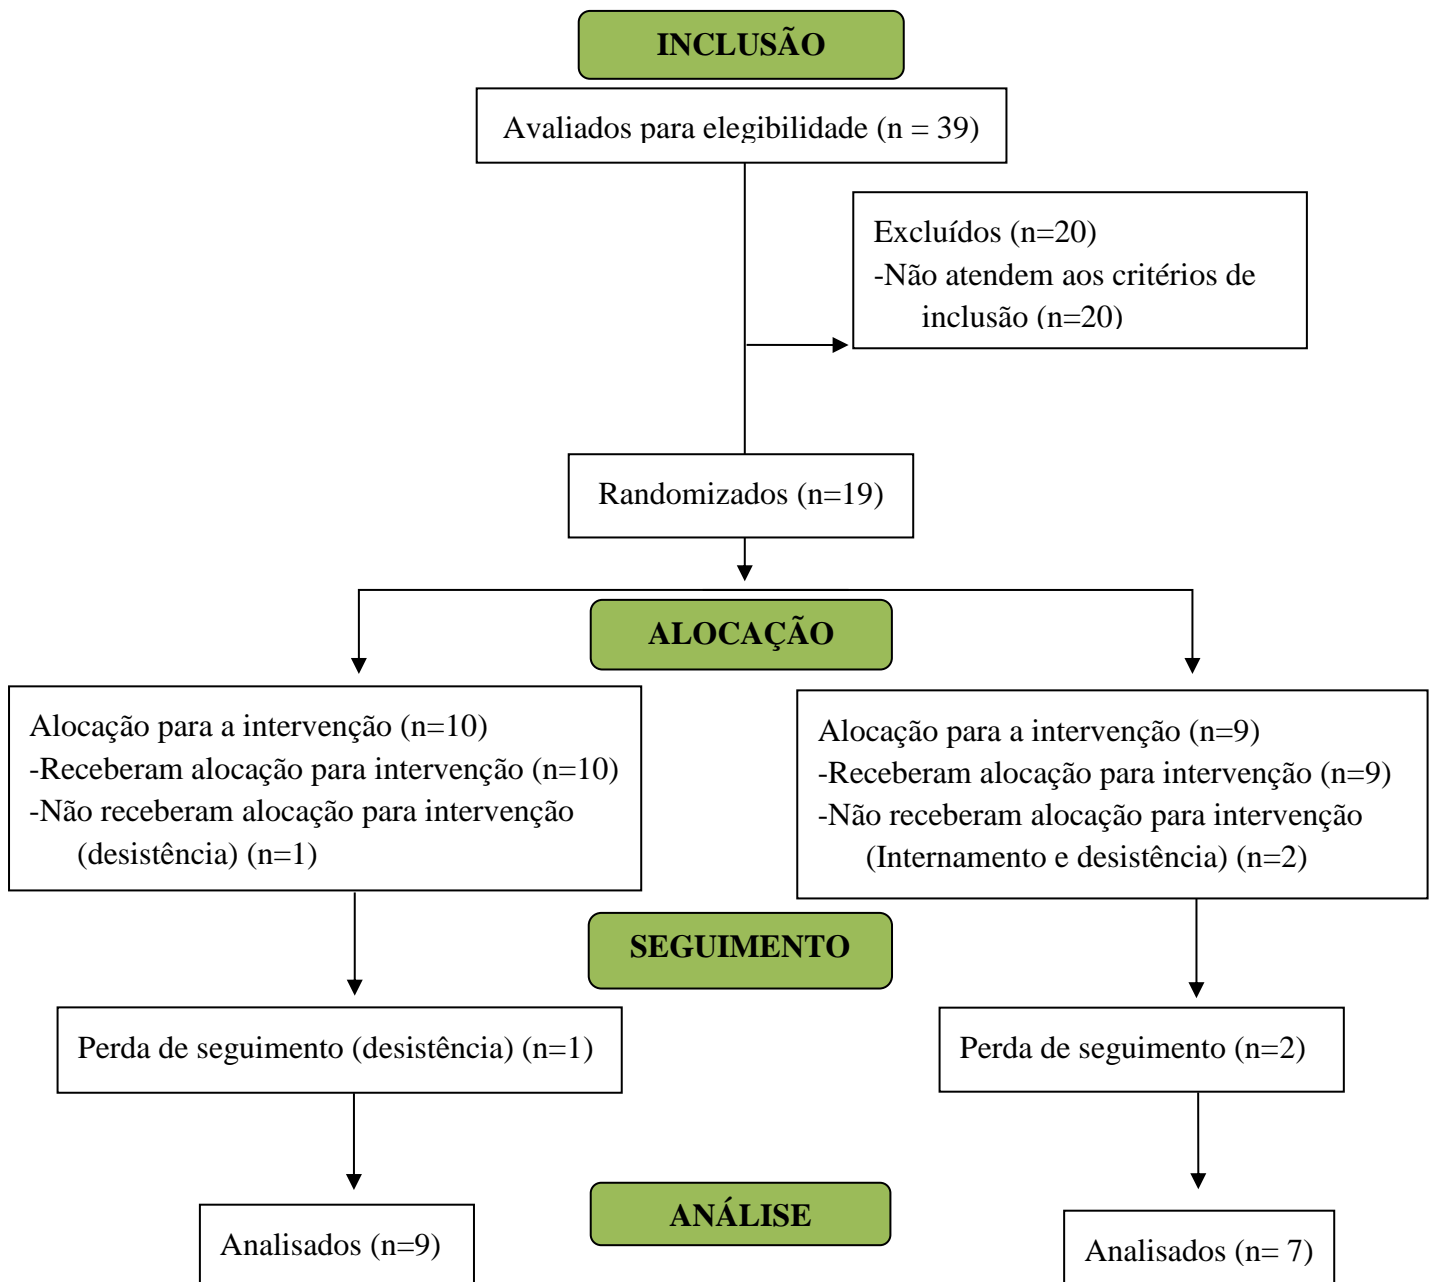 INCLUSÃO
Avaliados para elegibilidade (n = 39)
Excluídos (n=20)
-Não atendem aos critérios de
inclusão (n=20)
Randomizados (n=19)
ALOCAÇÃO
Alocação para a intervenção (n=10)
-Receberam alocação para intervenção (n=10)
-Não receberam alocação para intervenção
(desistência) (n=1)
Alocação para a intervenção (n=9)
-Receberam alocação para intervenção (n=9)
-Não receberam alocação para intervenção
(Internamento e desistência) (n=2)
SEGUIMENTO
Perda de seguimento (desistência) (n=1)
Perda de seguimento (n=2)
ANÁLISE
Analisados (n=9)
Analisados (n= 7)